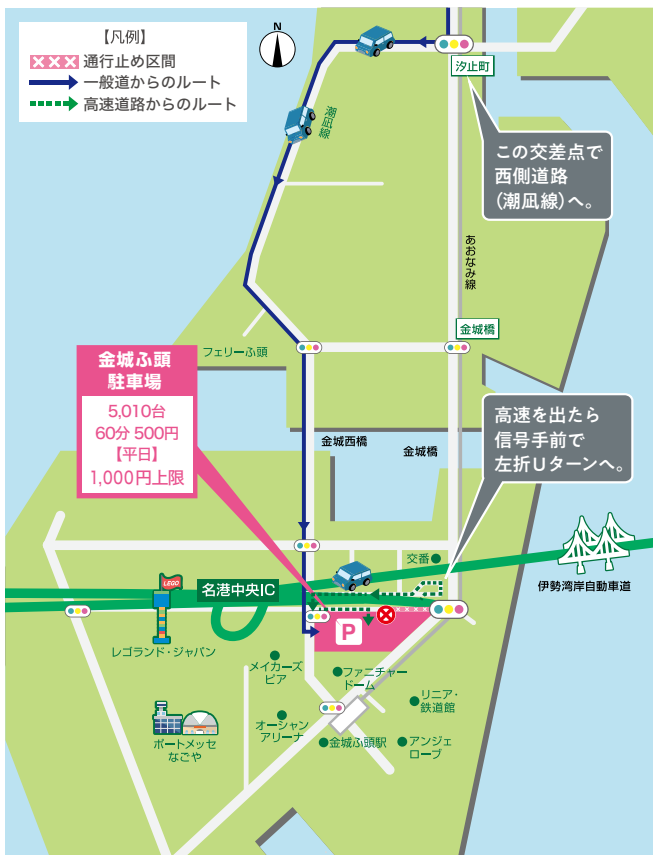 【凡例】
通行止め区間
一般道からのルート
高速道路からのルート
N
汐止町
潮凪線
この交差点で
西側道路
（潮凪線）へ。
あおなみ線
金城橋
フェリーふ頭
金城ふ頭
駐車場
5,010台
60分 500円
【平日】
1,000円上限
高速を出たら
信号手前で
左折Uターンへ。
金城西橋
金城橋
交番
伊勢湾岸自動車道
LEGO
名港中央IC
レゴランド・ジャパン
P
メイカーズ
ピア
ファニチャー
ドーム
リニア・
鉄道館
オーシャン
アリーナ
ポートメッセ
なごや
金城ふ頭駅
アンジェ
ローブ